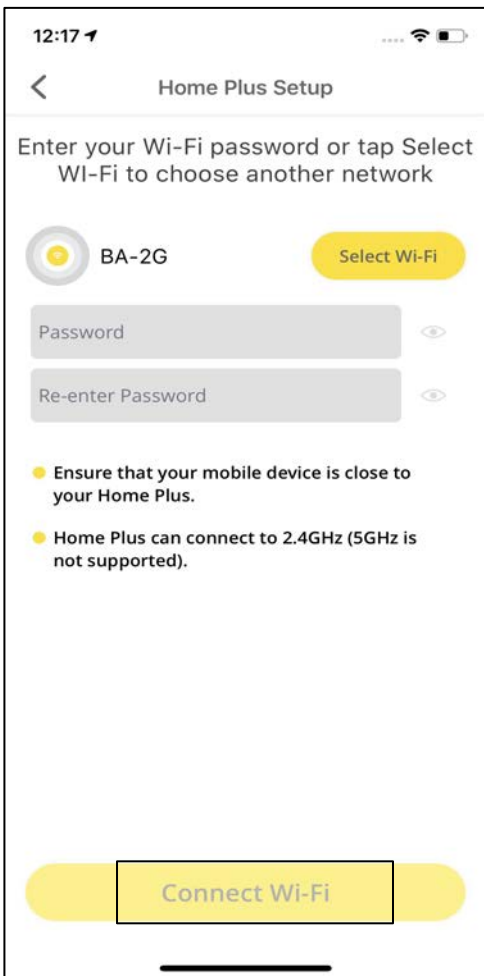 12:17
Home Plus Setup
Enter your Wi-Fi password or tap Select
WI-Fi to choose another network
BA-2G
Select Wi-Fi
Password
Re-enter Password
Ensure that your mobile device is close to
your Home Plus.
Home Plus can connect to 2.4GHz (5GHz is
not supported).
Connect Wi-Fi